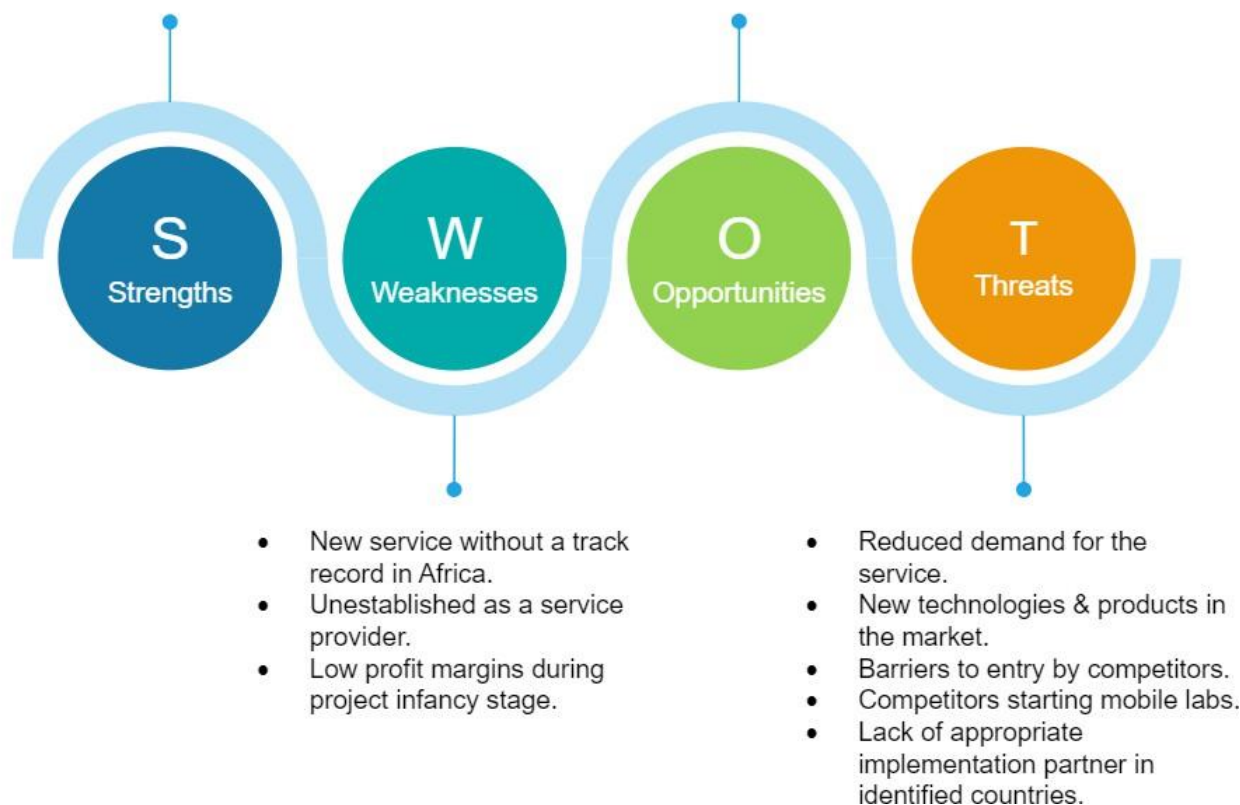 S
Strengths
W
Weaknesses
O
Opportunities
T
Threats
• New service without a track
record in Africa.
• Unestablished as a service
provider.
• Low profit margins during
project infancy stage.
• Reduced demand for the
service.
• New technologies & products in
the market.
• Barriers to entry by competitors.
• Competitors starting mobile labs.
• Lack of appropriate
implementation partner in
identified countries.